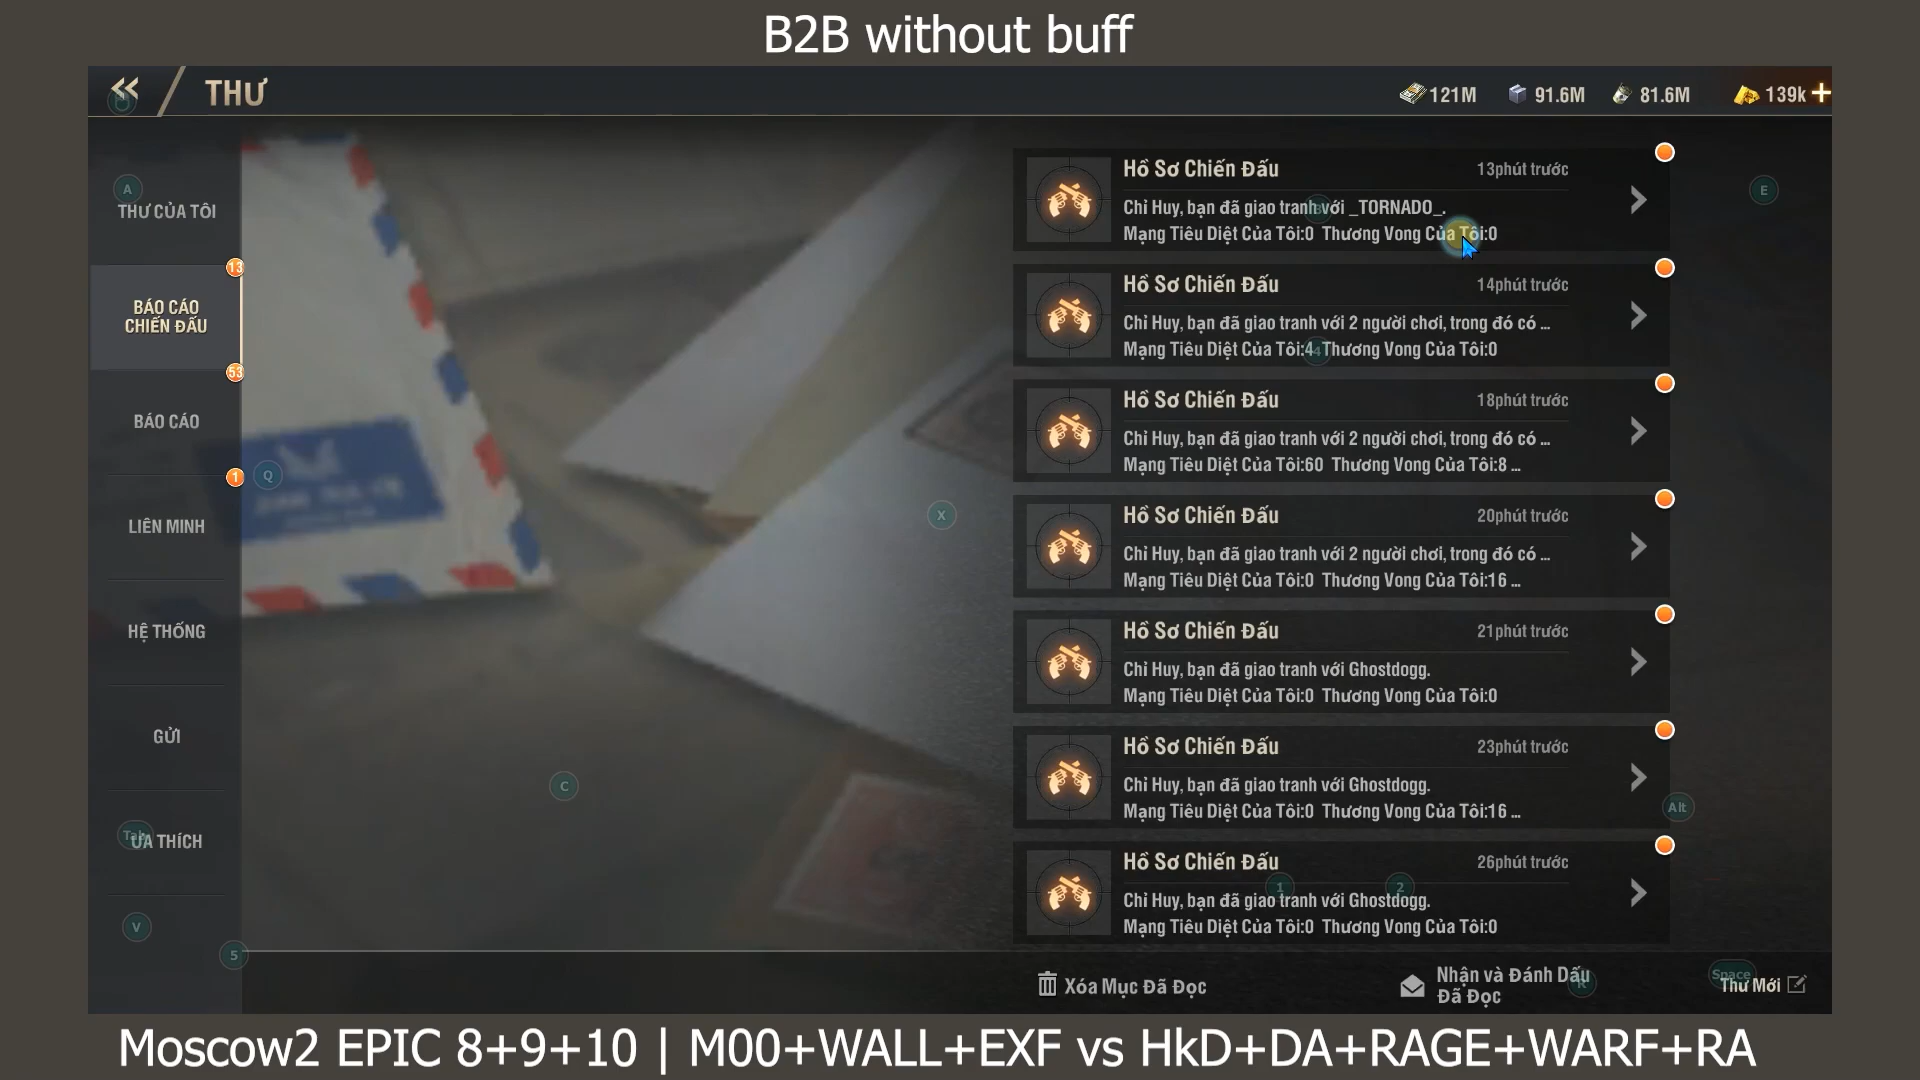 B2B without buff
THƯ
121M
91.6M
81.6M
139k
A
THƯ CỦA TÔI
13
BÁO CÁO
CHIẾN ĐẤU
53
BÁO CÁO
1
Q
LIÊN MINH
HỆ THỐNG
GỬI
Tab
ƯA THÍCH
V
5
X
C
E
Hồ Sơ Chiến Đấu
13phút trước
Chỉ Huy, bạn đã giao tranh với _TORNADO_.
Mạng Tiêu Diệt Của Tôi:0 Thương Vong Của Tôi:0
Hồ Sơ Chiến Đấu
14phút trước
Chỉ Huy, bạn đã giao tranh với 2 người chơi, trong đó có ...
Mạng Tiêu Diệt Của Tôi:4 Thương Vong Của Tôi:0
Hồ Sơ Chiến Đấu
18phút trước
Chỉ Huy, bạn đã giao tranh với 2 người chơi, trong đó có ...
Mạng Tiêu Diệt Của Tôi:60 Thương Vong Của Tôi:8 ...
Hồ Sơ Chiến Đấu
20phút trước
Chỉ Huy, bạn đã giao tranh với 2 người chơi, trong đó có ...
Mạng Tiêu Diệt Của Tôi:0 Thương Vong Của Tôi:16 ...
Hồ Sơ Chiến Đấu
21phút trước
Chỉ Huy, bạn đã giao tranh với Ghostdogg.
Mạng Tiêu Diệt Của Tôi:0 Thương Vong Của Tôi:0
Hồ Sơ Chiến Đấu
23phút trước
Chỉ Huy, bạn đã giao tranh với Ghostdogg.
Mạng Tiêu Diệt Của Tôi:0 Thương Vong Của Tôi:16 ...
Alt
Hồ Sơ Chiến Đấu
26phút trước
1
2
Chỉ Huy, bạn đã giao tranh với Ghostdogg.
Mạng Tiêu Diệt Của Tôi:0 Thương Vong Của Tôi:0
Xóa Mục Đã Đọc
Nhận và Đánh Dấu
Đã Đọc
R
Space
Thư Mới
Moscow2 EPIC 8+9+10 | M00+WALL+EXF vs HkD+DA+RAGE+WARF+RA